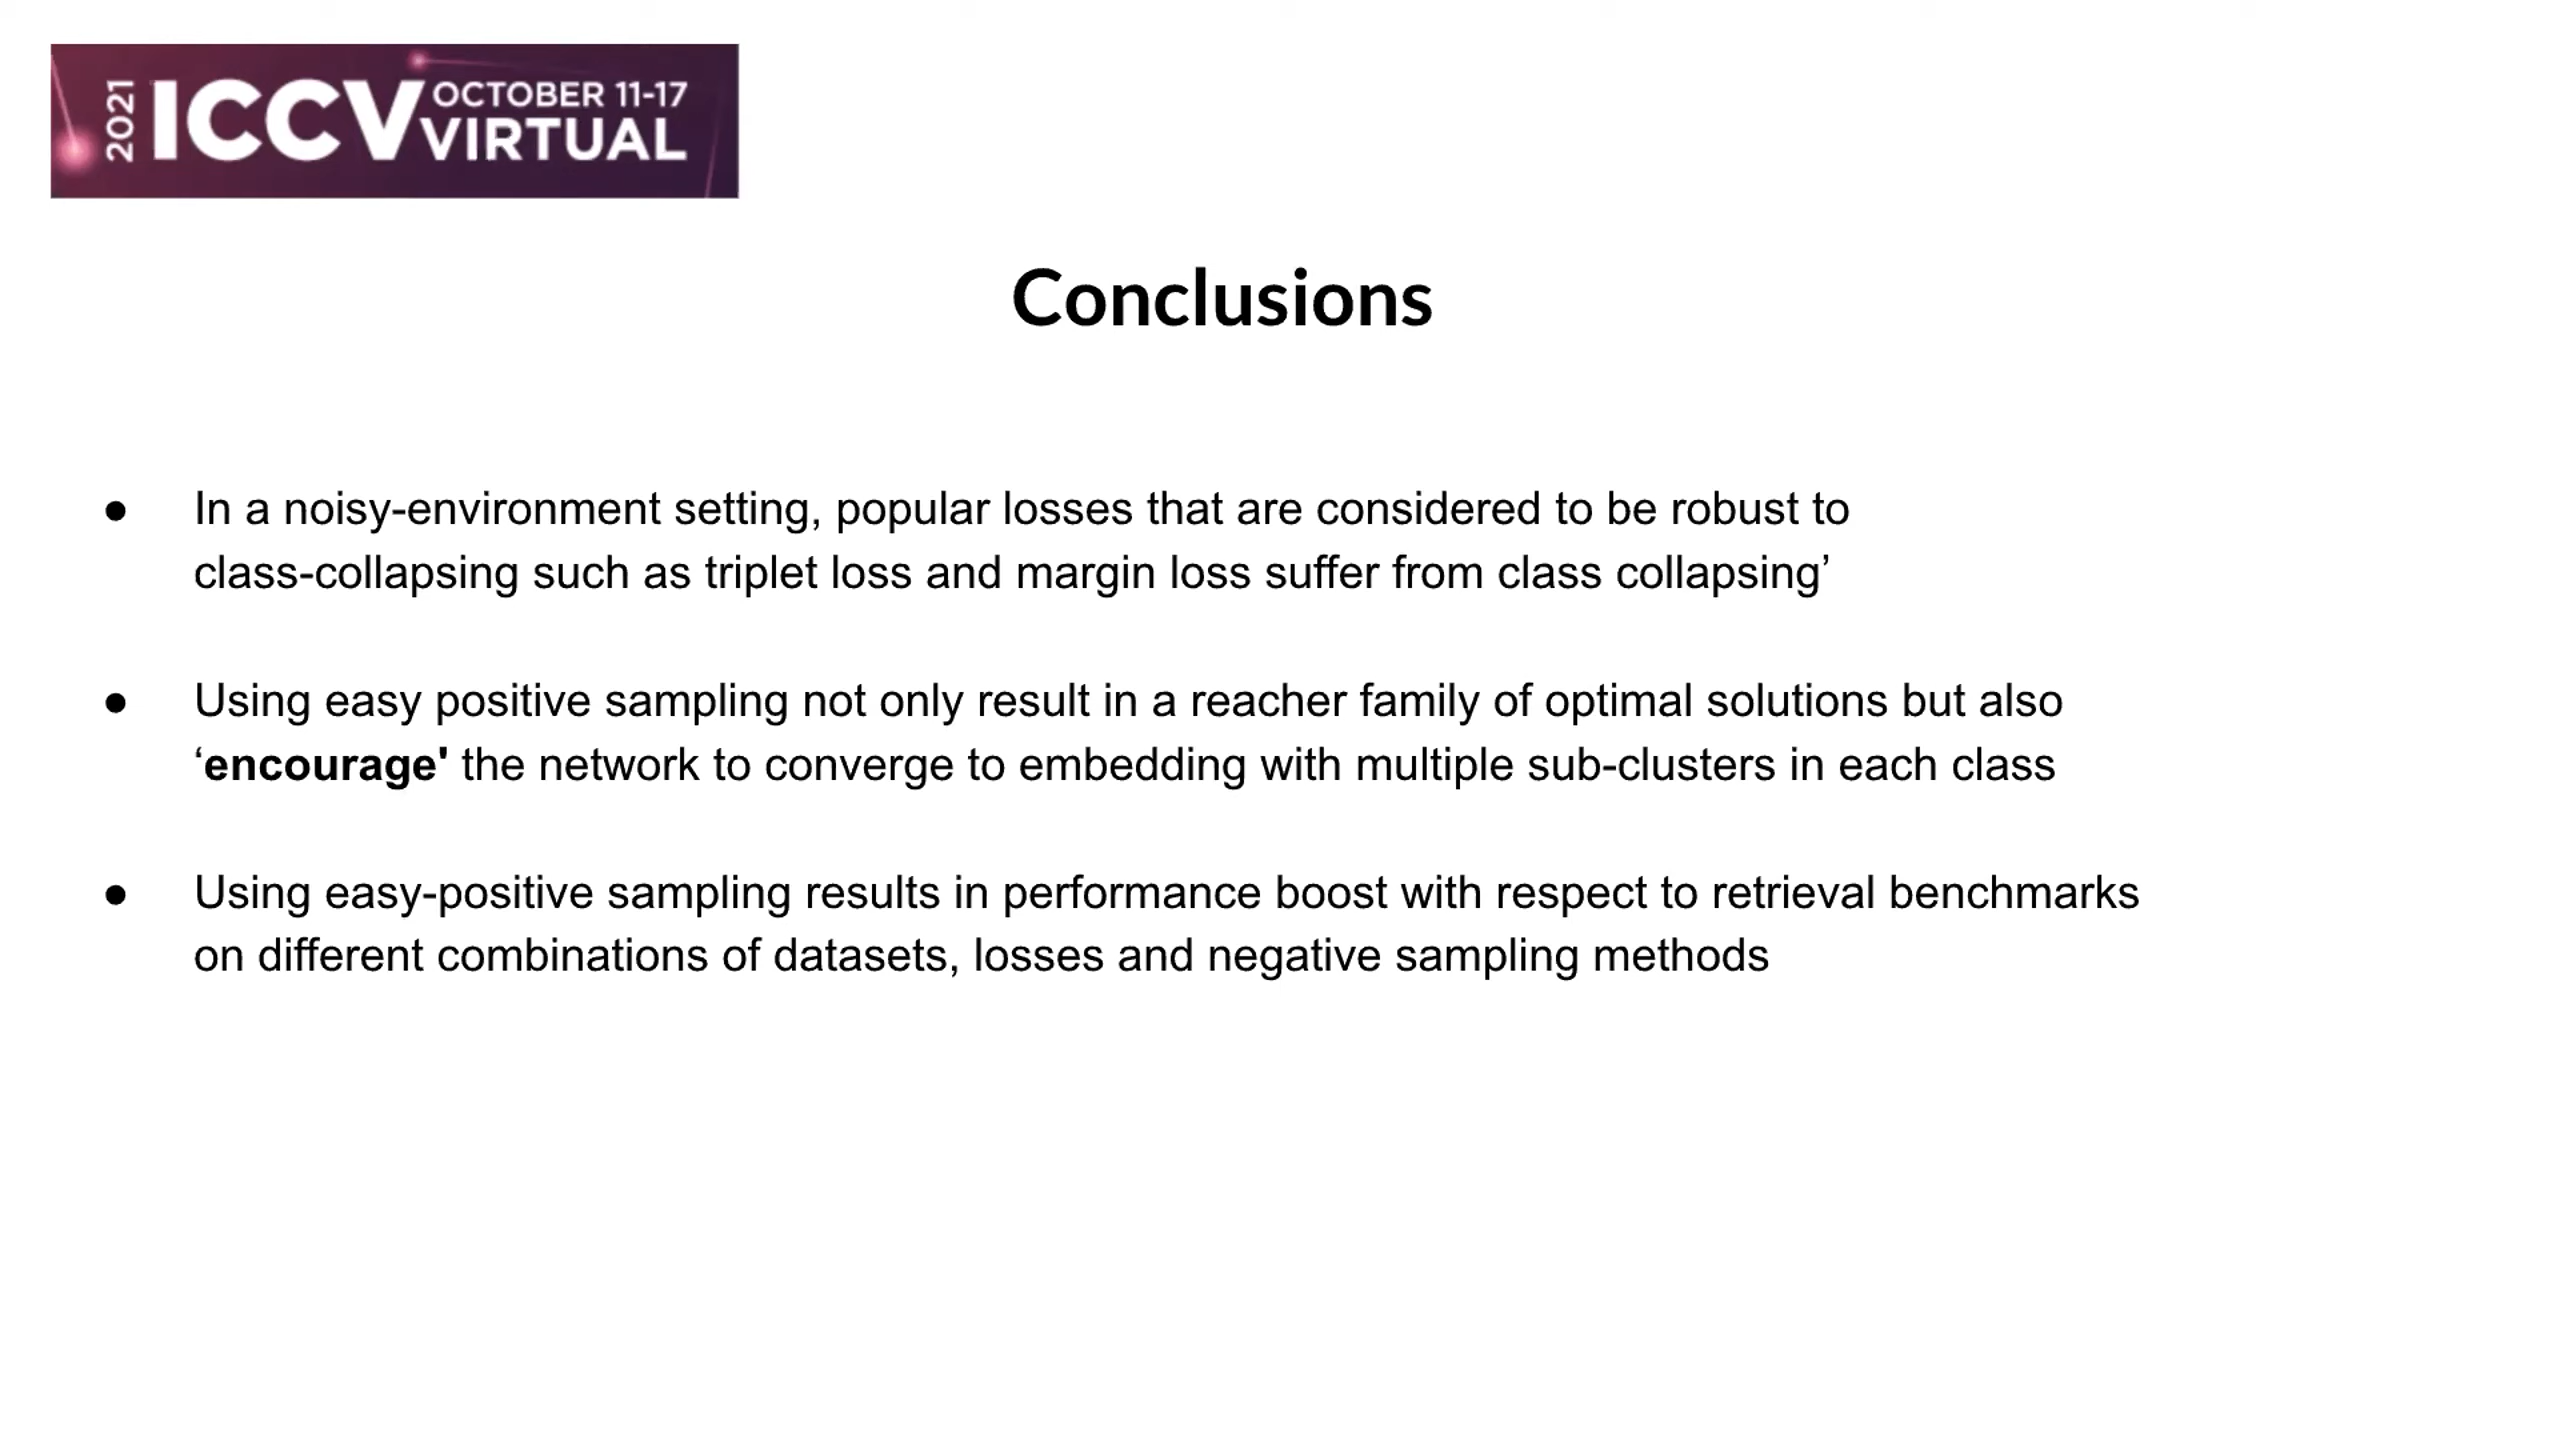 2021 ICCV OCTOBER 11-17
VIRTUAL
Conclusions
● In a noisy-environment setting, popular losses that are considered to be robust to
class-collapsing such as triplet loss and margin loss suffer from class collapsing’
● Using easy positive sampling not only result in a reacher family of optimal solutions but also
‘encourage' the network to converge to embedding with multiple sub-clusters in each class
● Using easy-positive sampling results in performance boost with respect to retrieval benchmarks
on different combinations of datasets, losses and negative sampling methods